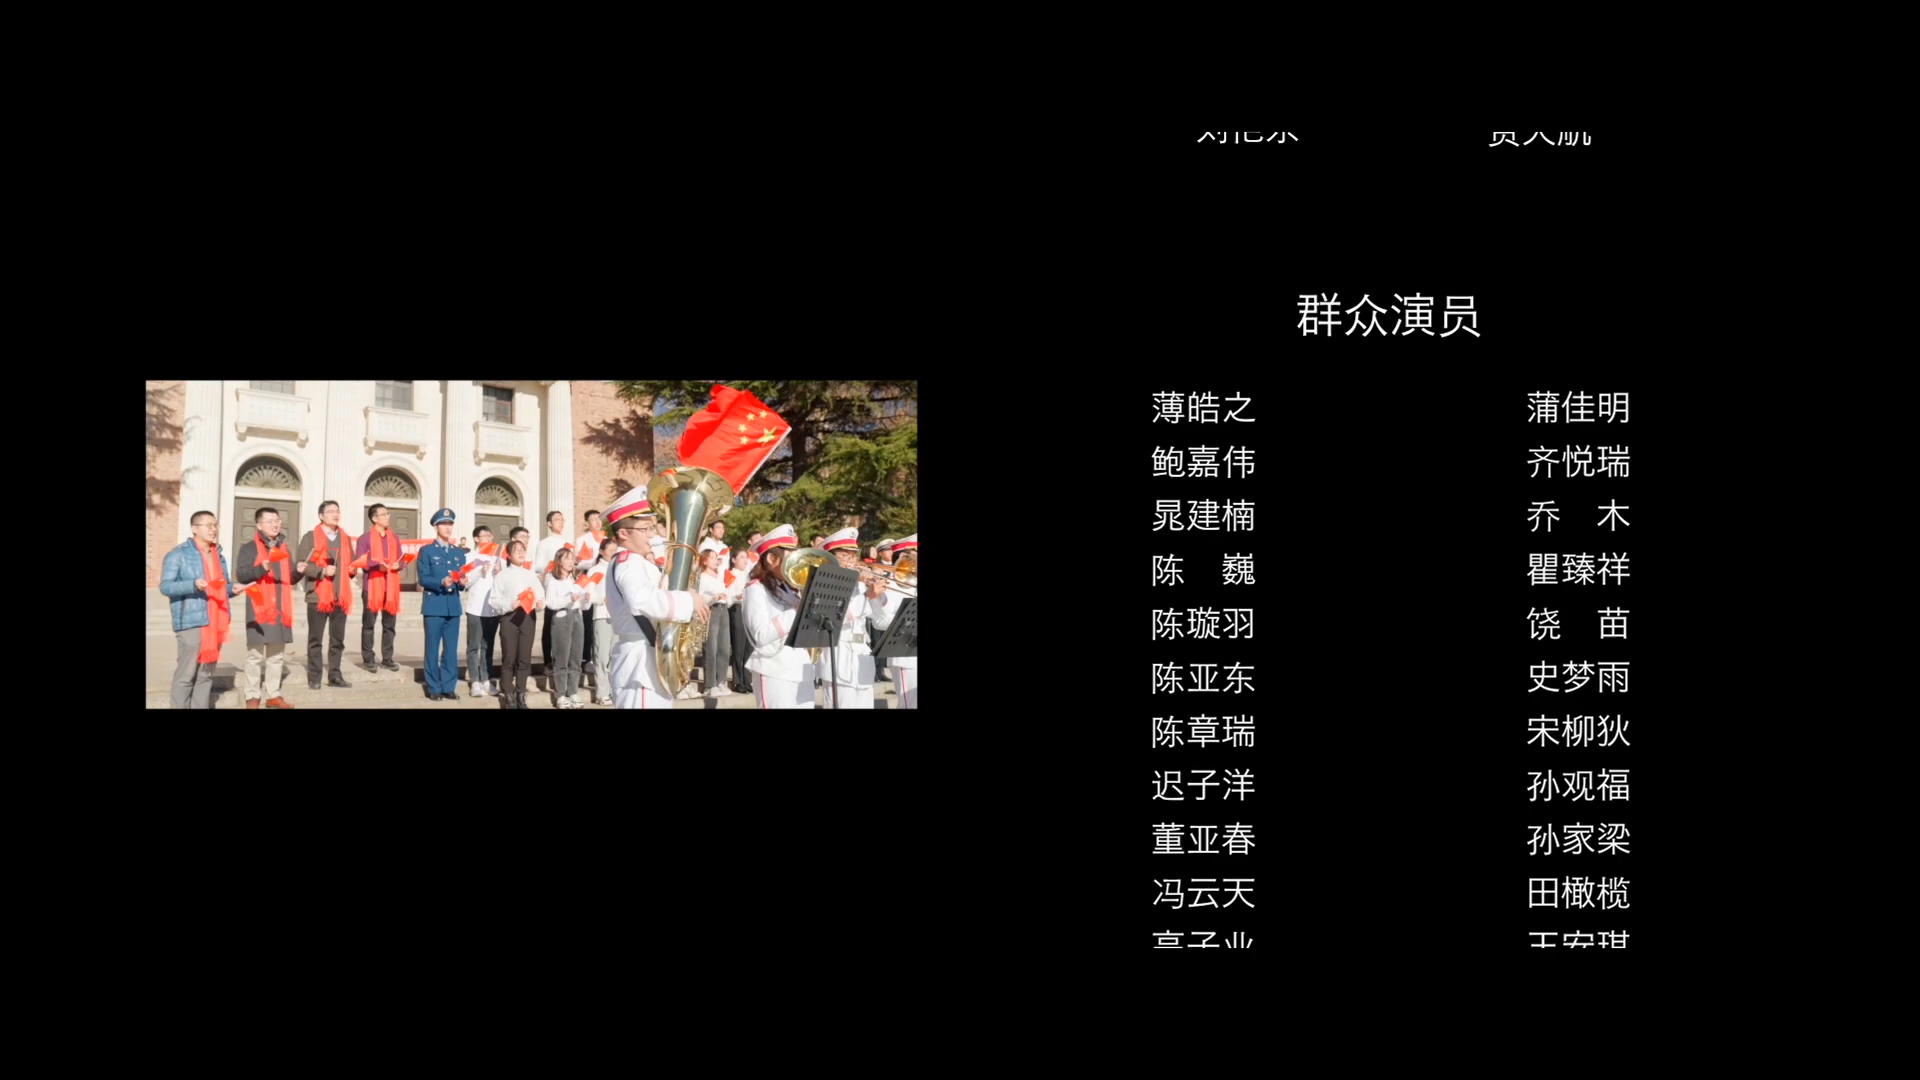 群众演员
薄皓之 蒲佳明
鲍嘉伟 齐悦瑞
晁建楠 乔 木
陈 巍 瞿臻祥
陈璇羽 饶 苗
陈亚东 史梦雨
陈章瑞 宋柳狄
迟子洋 孙观福
董亚春 孙家梁
冯云天 田橄榄